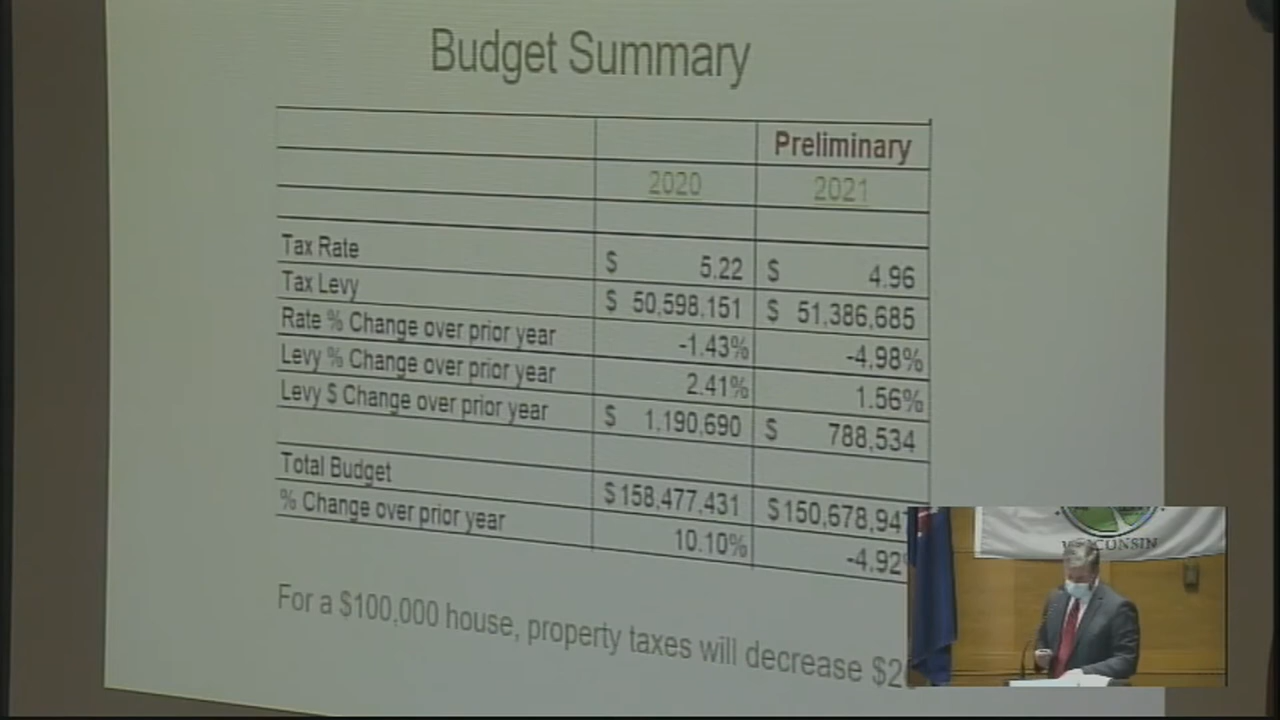 Budget Summary
Preliminary
2020 2021
Tax Rate $ 5.22 $ 4.96
Tax Levy $ 50,598,151 $ 51,386,685
Rate % Change over prior year -1.43% -4.98%
Levy % Change over prior year 2.41% 1.56%
Levy $ Change over prior year $ 1,190,690 $ 788,534
Total Budget $158,477,431 $150,678,94
% Change over prior year 10.10% -4.92
For a $100,000 house, property taxes will decrease $2
WISCONSIN